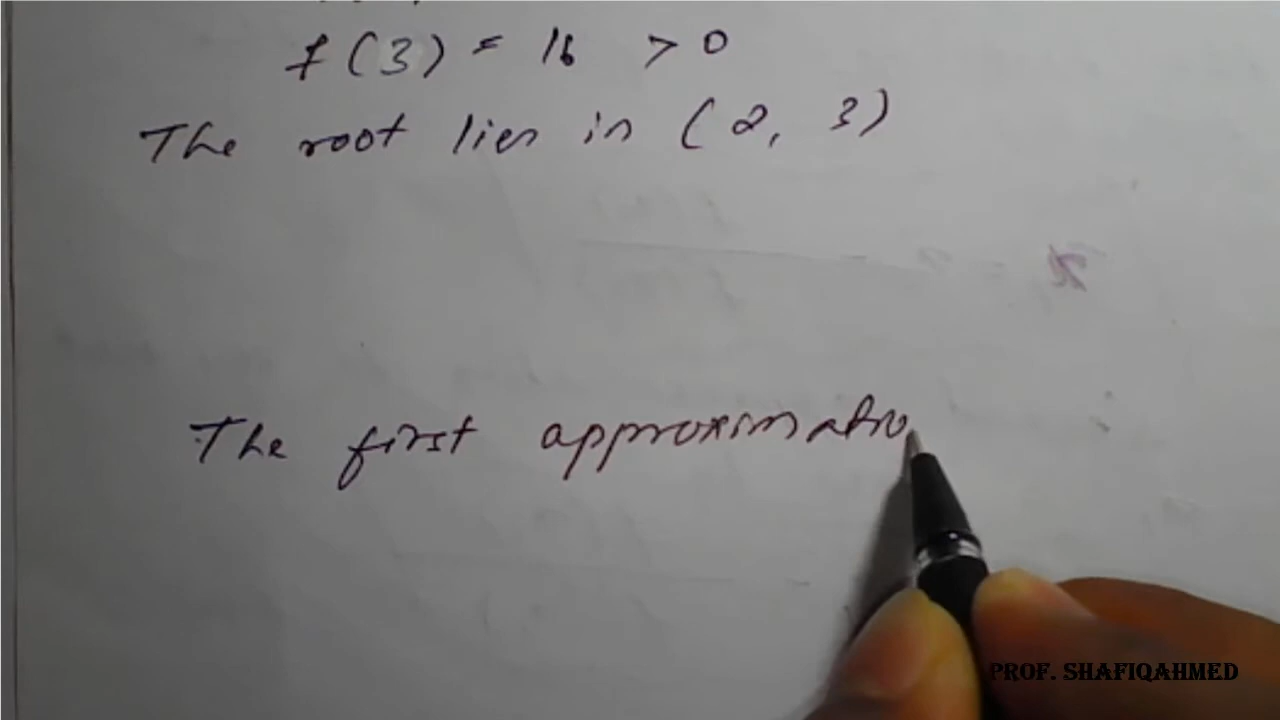 f(3) = 16 > 0
The root lies in (2, 3)
The first approximatio
PROF. SHAFIQAHMED